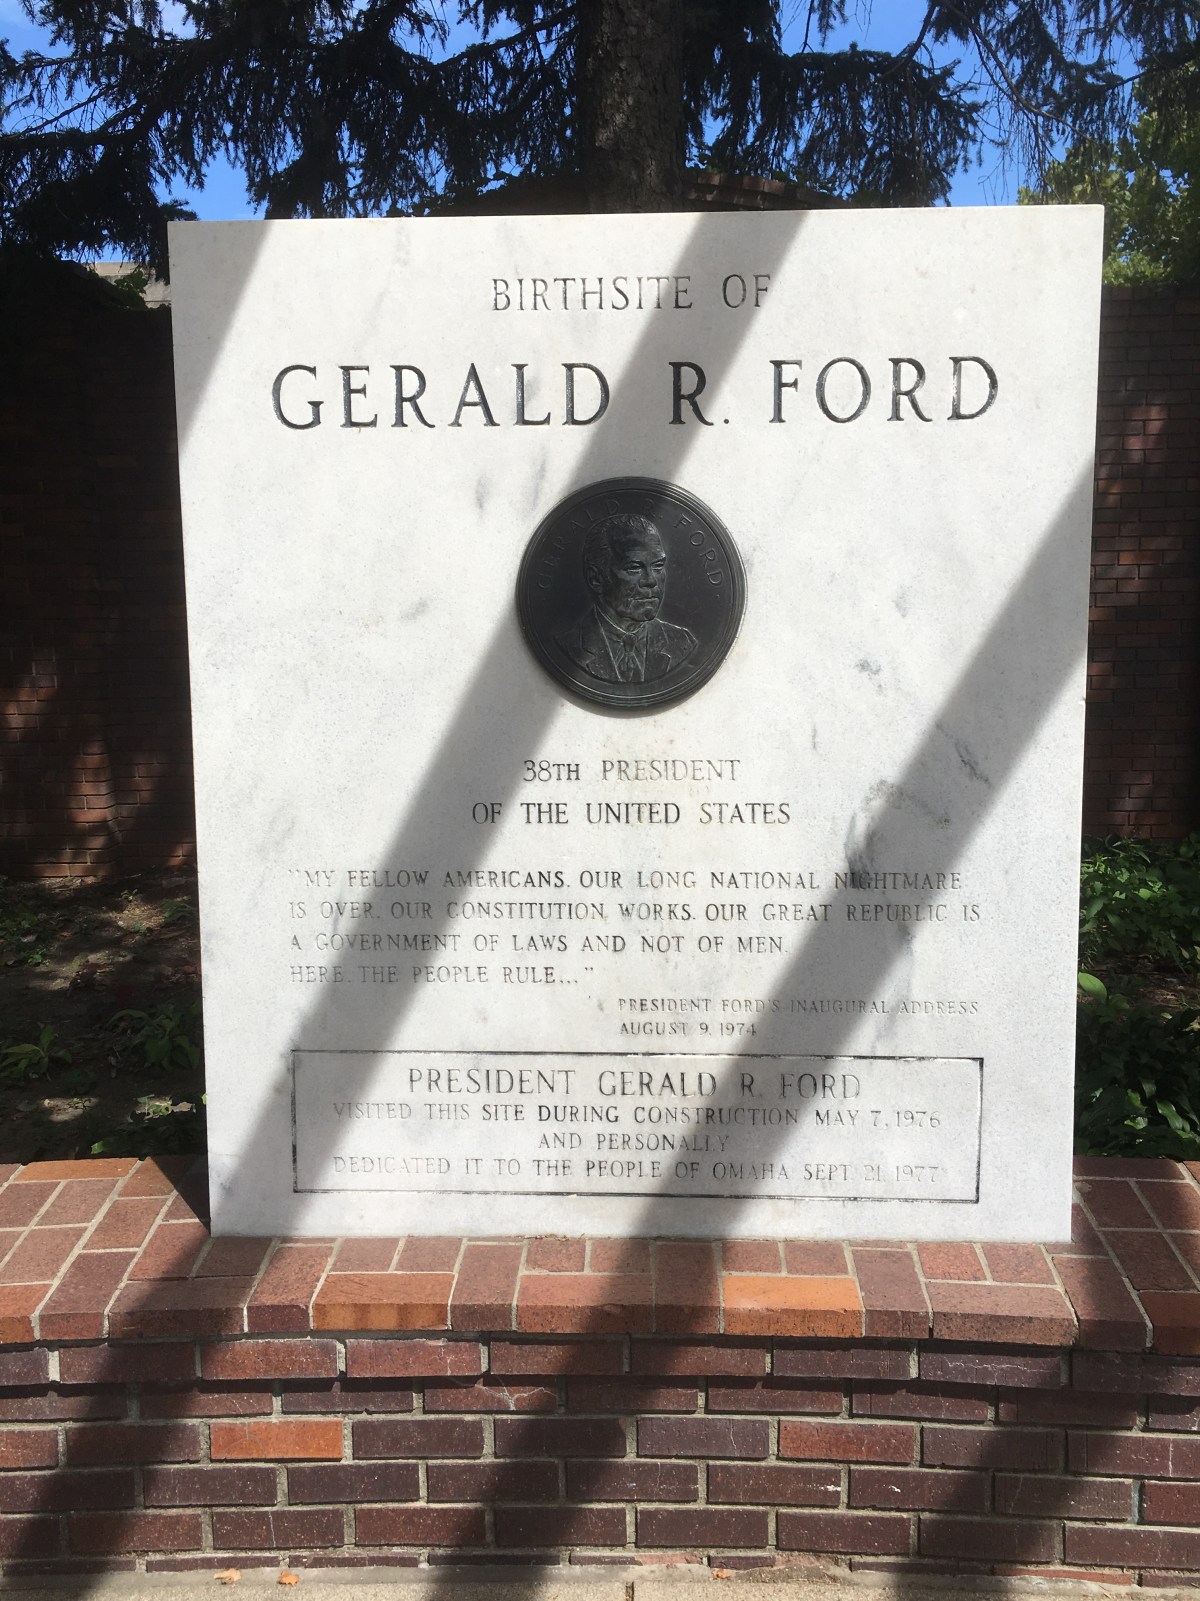 BIRTHSITE OF
GERALD R. FORD
GERALD R. FORD
38TH PRESIDENT
OF THE UNITED STATES
"MY FELLOW AMERICANS. OUR LONG NATIONAL NIGHTMARE
IS OVER. OUR CONSTITUTION WORKS. OUR GREAT REPUBLIC IS
A GOVERNMENT OF LAWS AND NOT OF MEN.
HERE, THE PEOPLE RULE..."
PRESIDENT FORD'S INAUGURAL ADDRESS
AUGUST 9, 1974
PRESIDENT GERALD R. FORD
VISITED THIS SITE DURING CONSTRUCTION MAY 7, 1976
AND PERSONALLY
DEDICATED IT TO THE PEOPLE OF OMAHA SEPT. 21, 1977